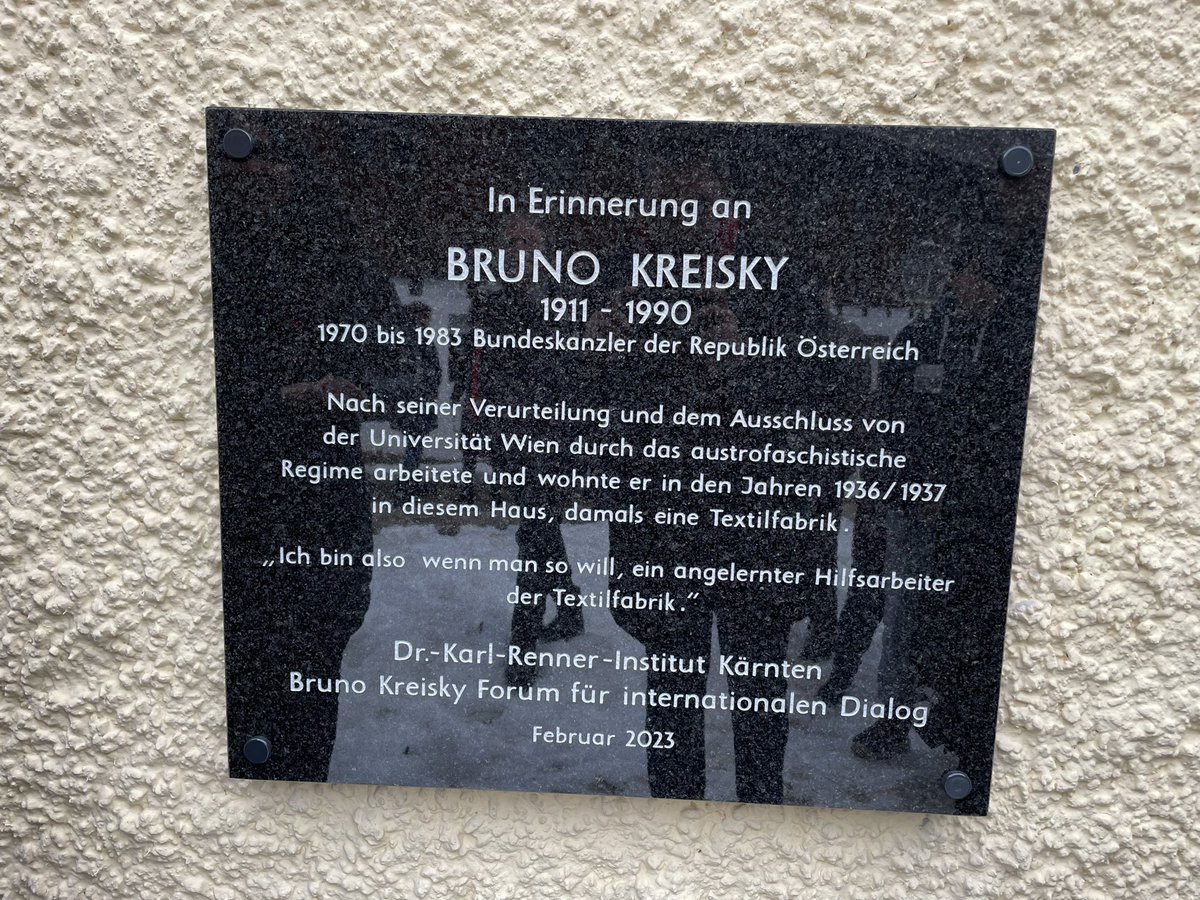 In Erinnerung an
BRUNO KREISKY
1911 - 1990
1970 bis 1983 Bundeskanzler der Republik Österreich
Nach seiner Verurteilung und dem Ausschluss von
der Universität Wien durch das austrofaschistische
Regime arbeitete und wohnte er in den Jahren 1936/1937
in diesem Haus, damals eine Textilfabrik.
„Ich bin also wenn man so will, ein angelernter Hilfsarbeiter
der Textilfabrik.“
Dr.-Karl-Renner-Institut Kärnten
Bruno Kreisky Forum für internationalen Dialog
Februar 2023